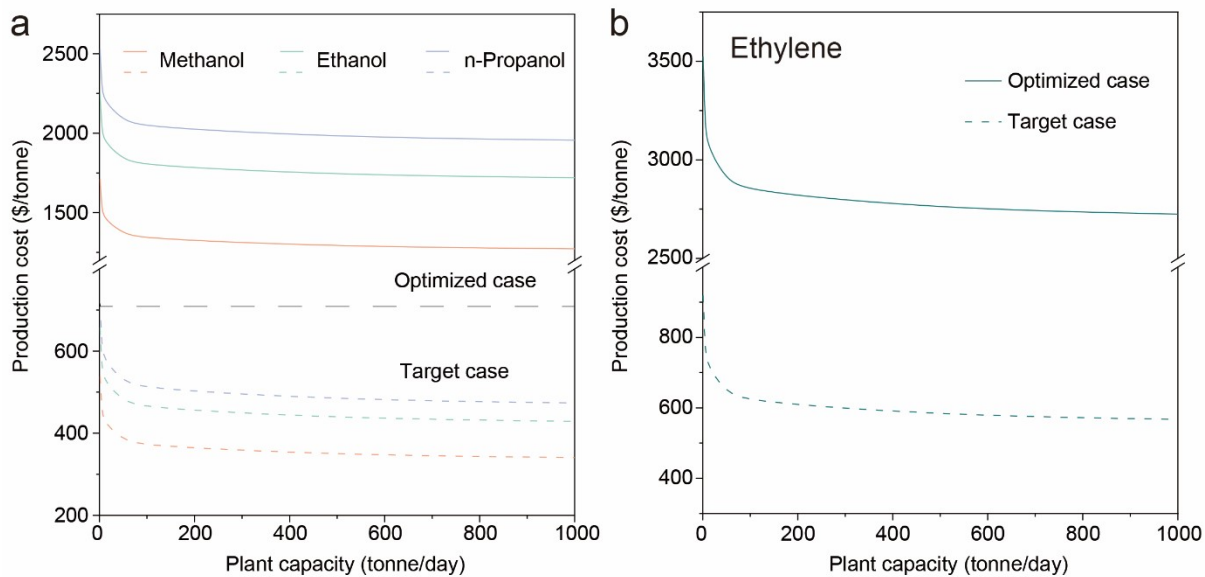 a
Production cost ($/tonne)
2500
2000
1500
600
400
200
Methanol
Ethanol
n-Propanol
Optimized case
Target case
0
200
400
600
800
1000
Plant capacity (tonne/day)
b
Production cost ($/tonne)
3500
3000
2500
800
600
400
Ethylene
Optimized case
Target case
0
200
400
600
800
1000
Plant capacity (tonne/day)